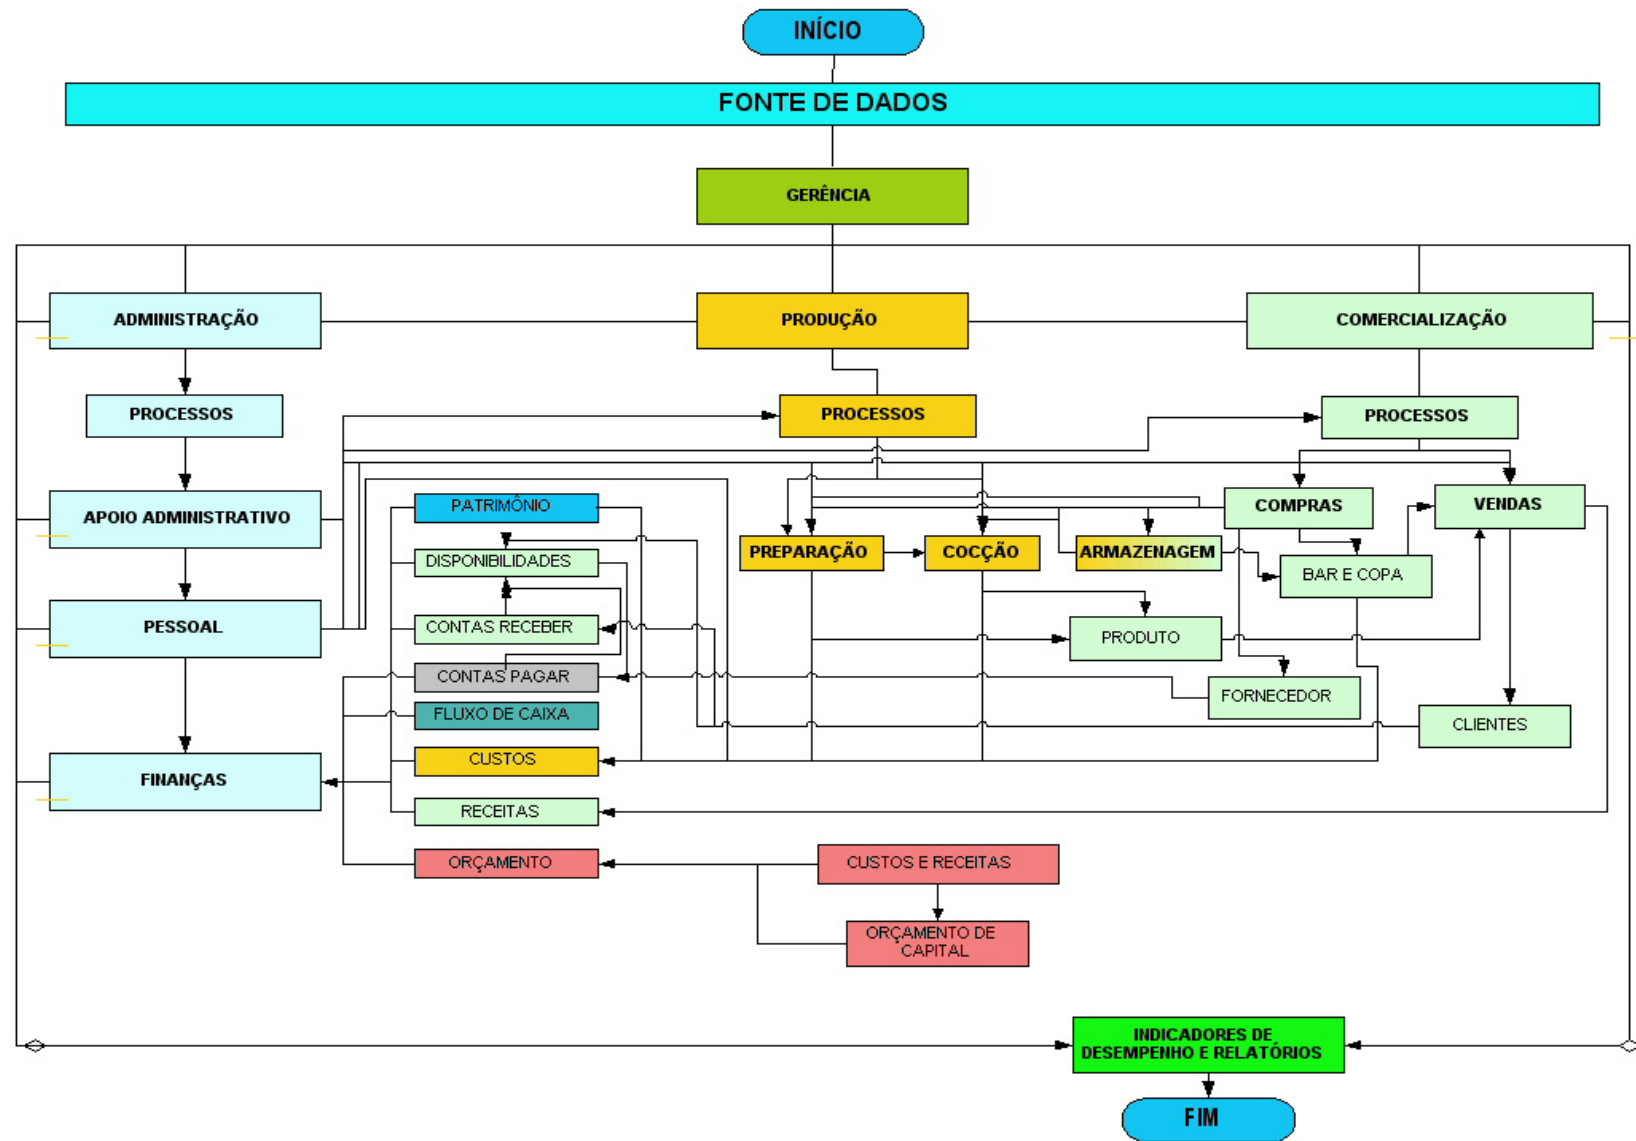 INÍCIO
FONTE DE DADOS
GERÊNCIA
ADMINISTRAÇÃO
PRODUÇÃO
COMERCIALIZAÇÃO
PROCESSOS
PROCESSOS
PROCESSOS
APOIO ADMINISTRATIVO
PATRIMÔNIO
COMPRAS
VENDAS
PREPARAÇÃO
COCÇÃO
ARMAZENAGEM
DISPONIBILIDADES
BAR E COPA
PESSOAL
CONTAS RECEBER
PRODUTO
CONTAS PAGAR
FORNECEDOR
FLUXO DE CAIXA
CLIENTES
CUSTOS
FINANÇAS
RECEITAS
ORÇAMENTO
CUSTOS E RECEITAS
ORÇAMENTO DE
CAPITAL
INDICADORES DE
DESEMPENHO E RELATÓRIOS
FIM